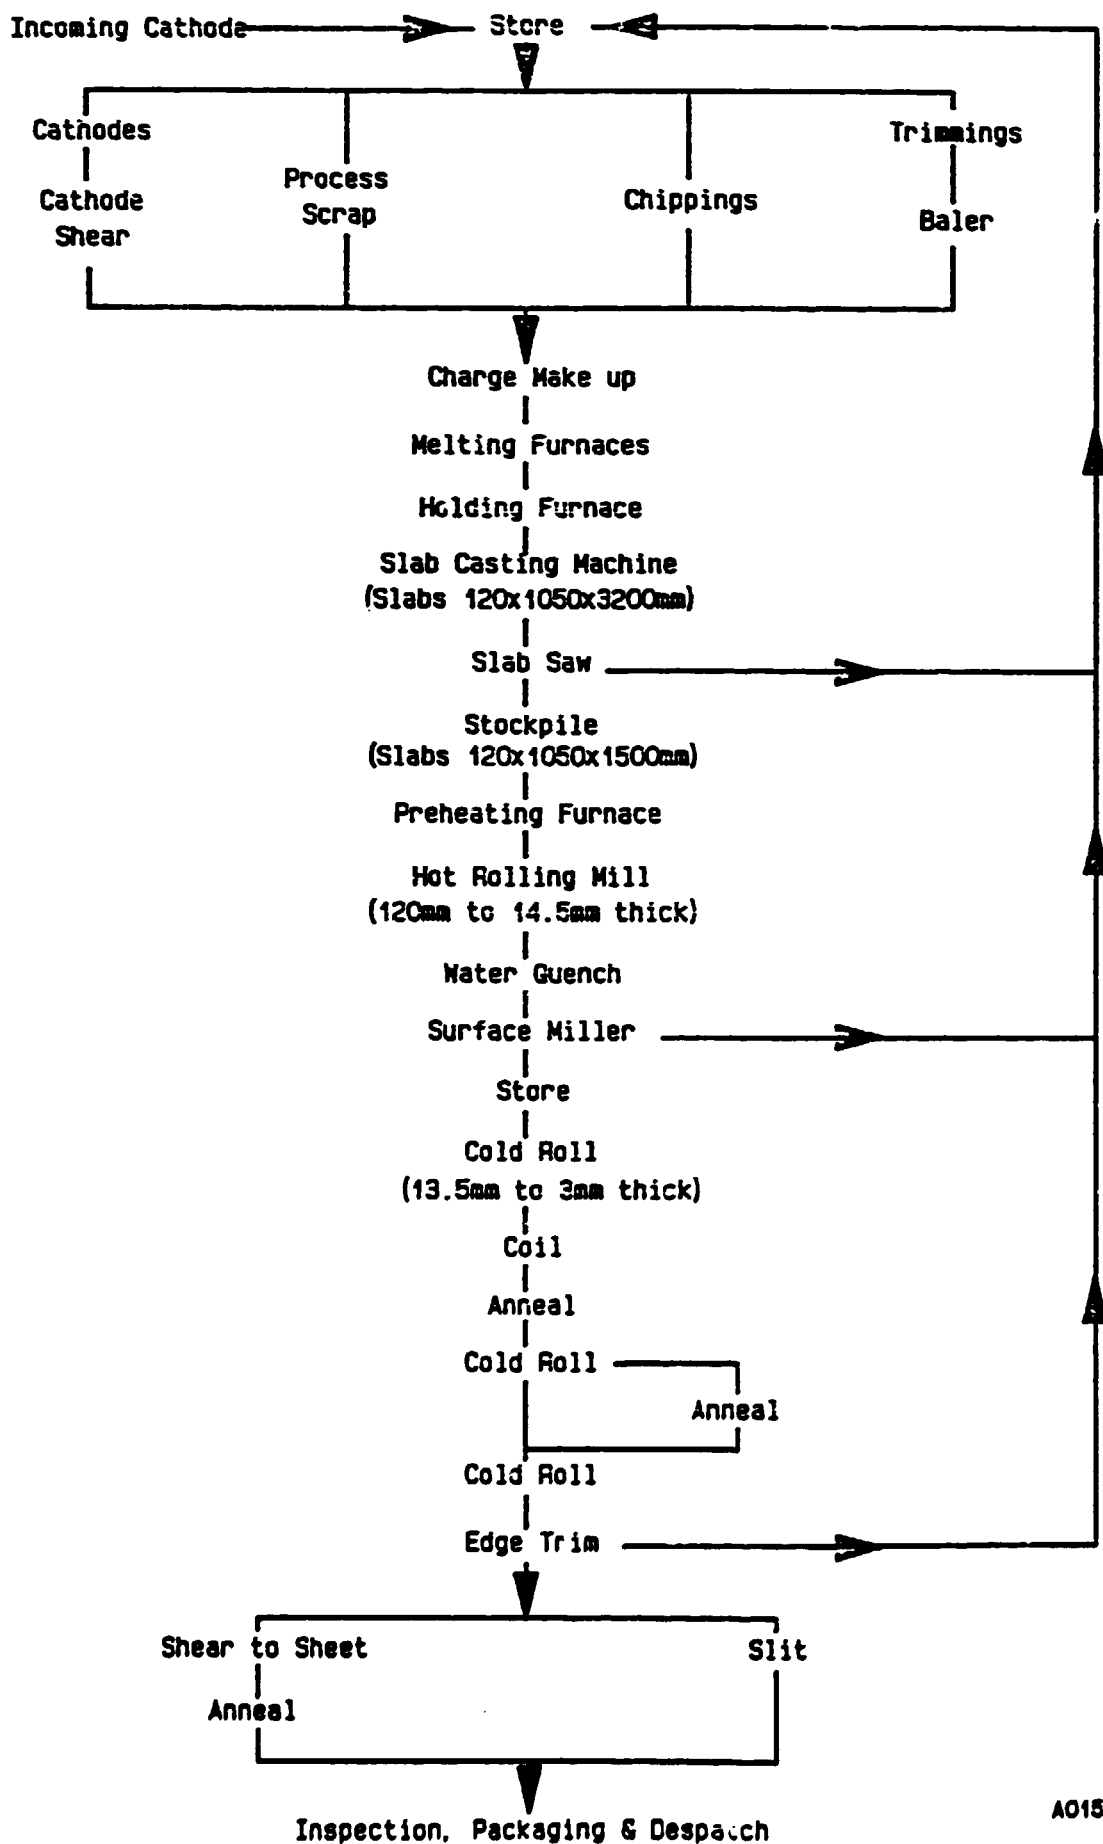 Incoming Cathode
Store
Cathodes
Trimmings
Cathode
Shear
Process
Scrap
Chippings
Baler
Charge Make up
Melting Furnaces
Holding Furnace
Slab Casting Machine
(Slabs 120x1050x3200mm)
Slab Saw
Stockpile
(Slabs 120x1050x1500mm)
Preheating Furnace
Hot Rolling Mill
(120mm to 14.5mm thick)
Water Quench
Surface Miller
Store
Cold Roll
(13.5mm to 3mm thick)
Coil
Anneal
Cold Roll
Anneal
Cold Roll
Edge Trim
Shear to Sheet
Slit
Anneal
A015
Inspection, Packaging & Despatch